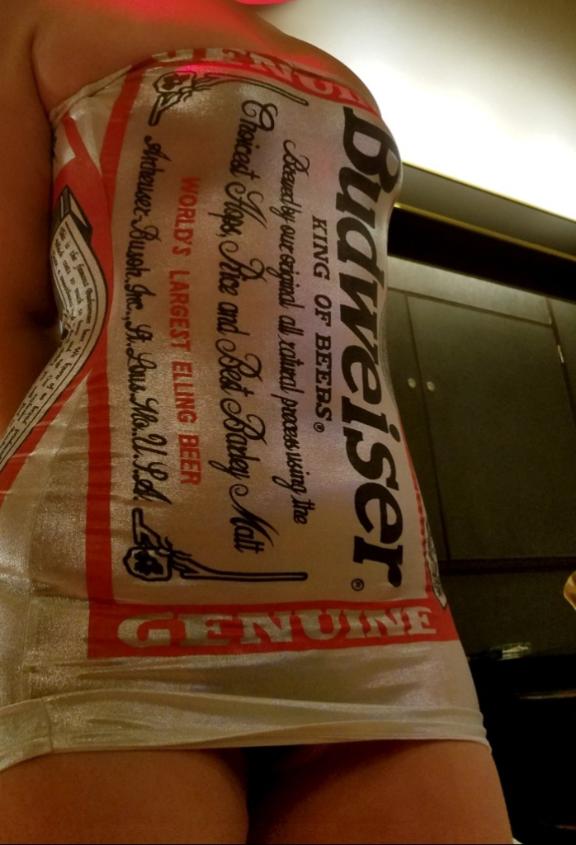 GENUIN
Budweiser®
KING OF BEERS®
Brewed by our original all natural process using the
Choicest Hops, Rice and Best Barley Malt
WORLD'S LARGEST ELLING BEER
Anheuser-Busch, Inc., St. Louis, Mo. U.S.A.
GENUINE